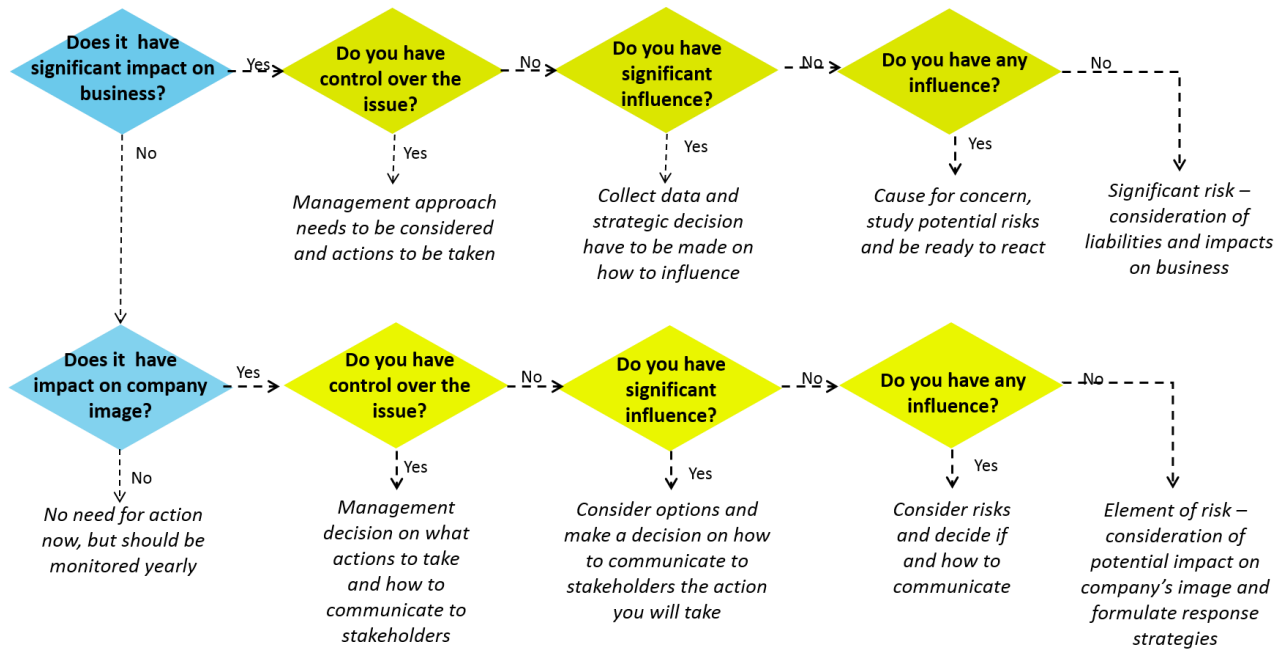 Does it  have
significant impact on
business?
Yes
Do you have
control over the
issue?
No
Do you have
significant
influence?
No
Do you have any
influence?
No
No
Yes
Yes
Yes
Management approach
needs to be considered
and actions to be taken
Collect data and
strategic decision
have to be made on
how to influence
Cause for concern,
study potential risks
and be ready to react
Significant risk –
consideration of
liabilities and impacts
on business
Does it  have
impact on company
image?
Yes
Do you have
control over the
issue?
No
Do you have
significant
influence?
No
Do you have any
influence?
No
No
Yes
Yes
Yes
No need for action
now, but should be
monitored yearly
Management
decision on what
actions to take
and how to
communicate to
stakeholders
Consider options and
make a decision on how
to communicate to
stakeholders the action
you will take
Consider risks
and decide if
and how to
communicate
Element of risk –
consideration of
potential impact on
company’s image and
formulate response
strategies